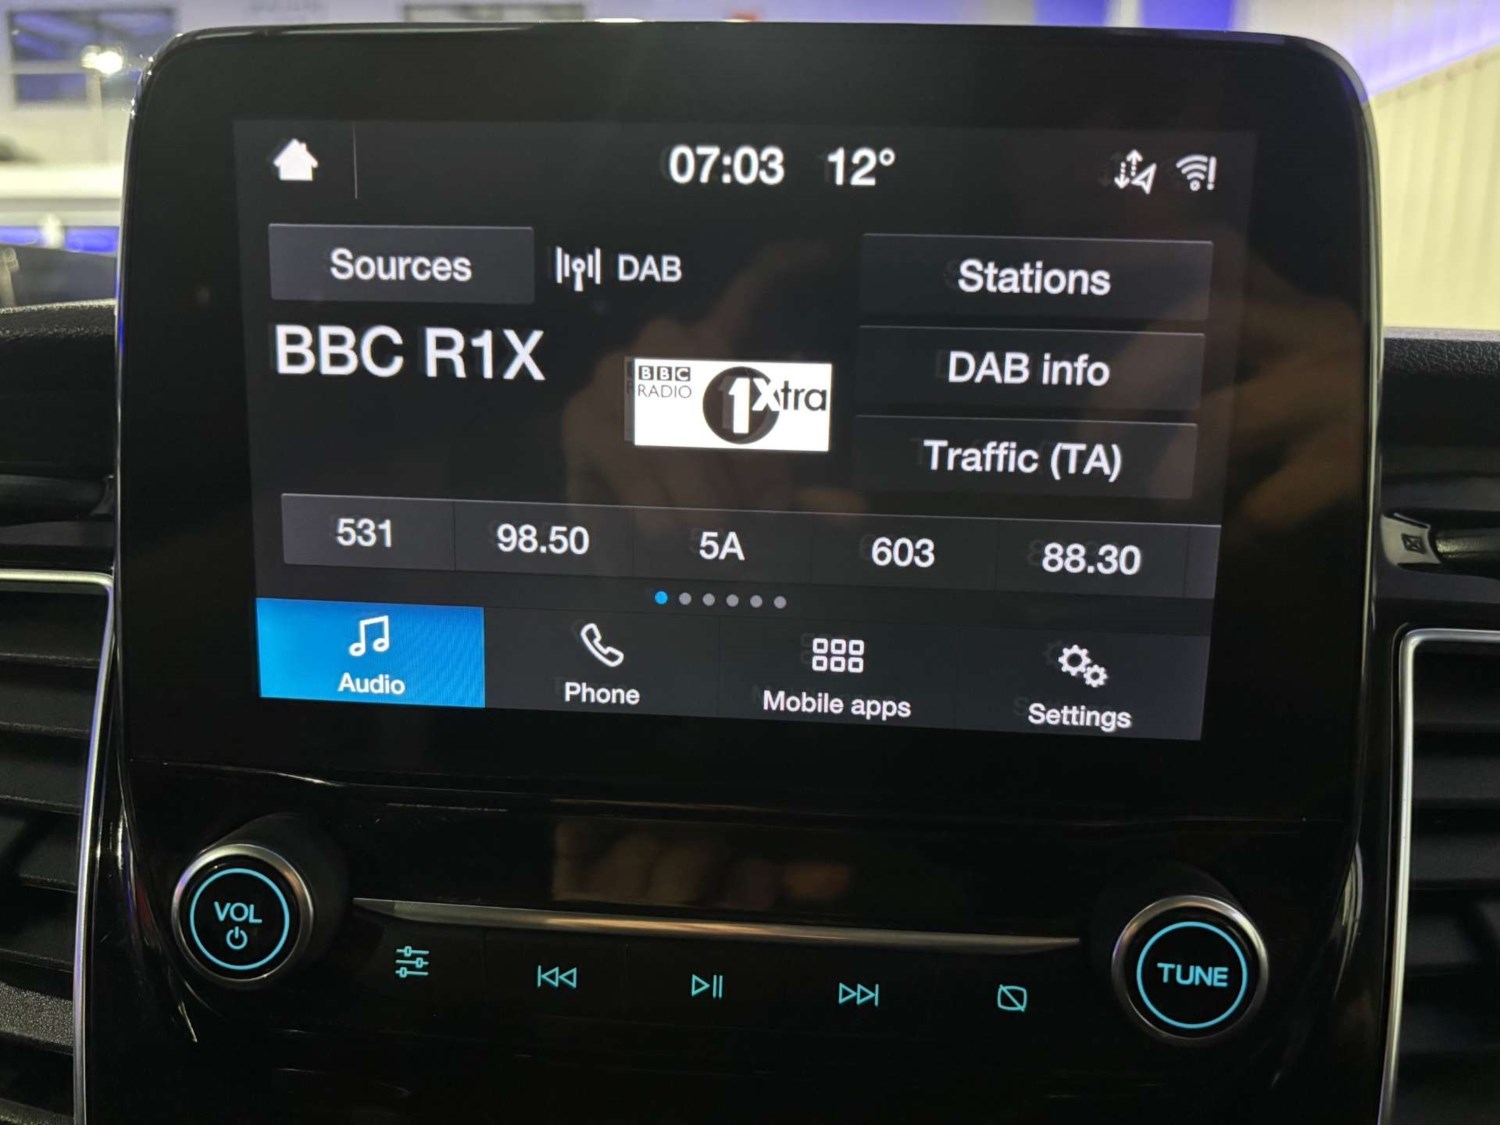 07:03 12°
Sources
DAB
Stations
BBC R1X
BBC
RADIO
1Xtra
DAB info
Traffic (TA)
531 98.50 5A 603 88.30
Audio
Phone
Mobile apps
Settings
VOL
TUNE